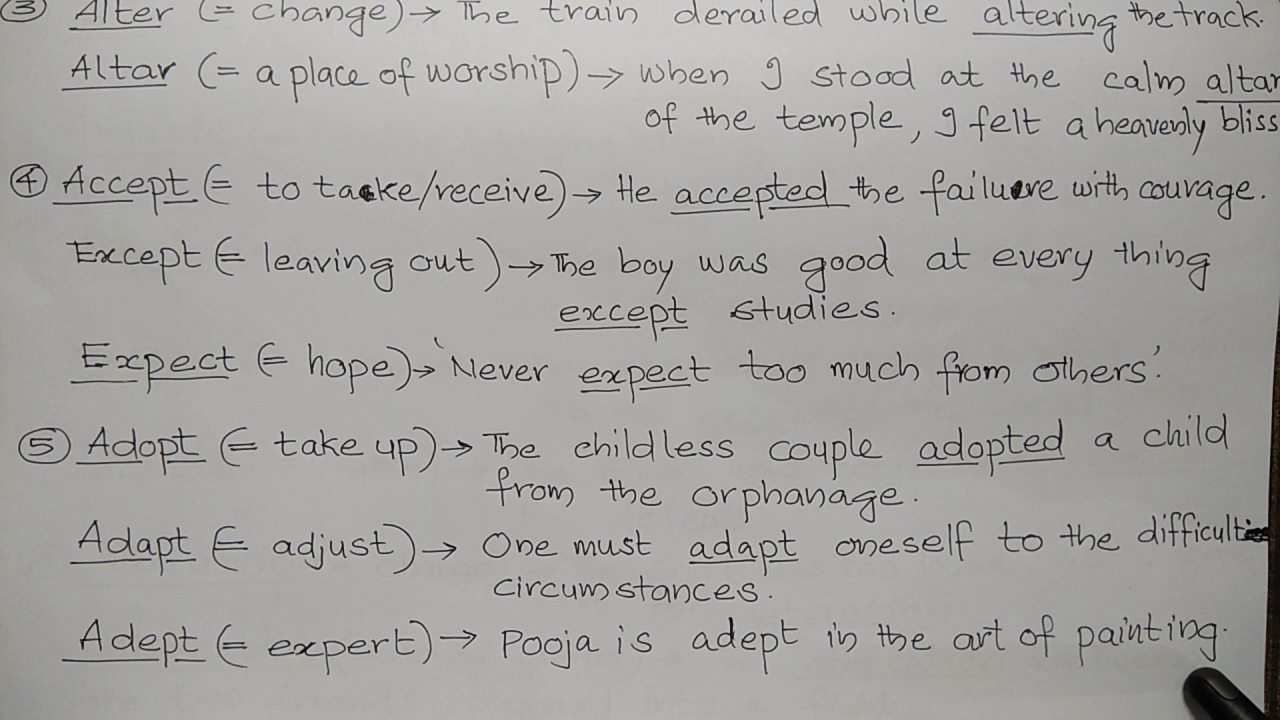 ③ Alter (= change) → The train derailed while altering the track.
Altar (= a place of worship) → When I stood at the calm altar
of the temple, I felt a heavenly bliss
④ Accept (= to take/receive) → He accepted the failure with courage.
Except (= leaving out) → The boy was good at every thing
except studies.
Expect (= hope) → 'Never expect too much from others'.
⑤ Adopt (= take up) → The childless couple adopted a child
from the orphanage.
Adapt (= adjust) → One must adapt oneself to the difficult
circumstances.
Adept (= expert) → Pooja is adept in the art of painting.